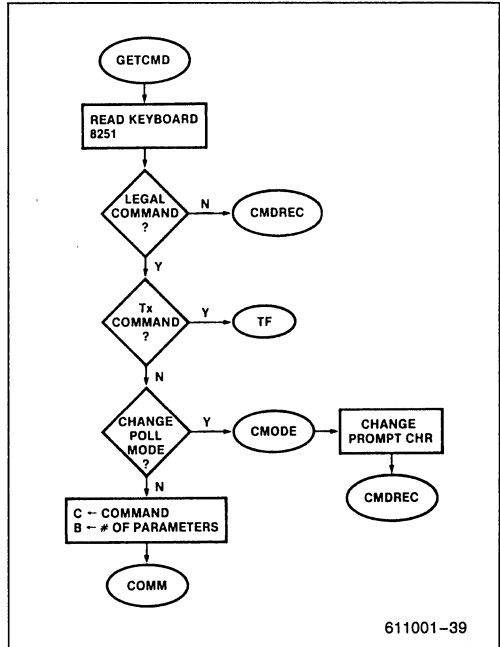 GETCMD
READ KEYBOARD
8251
LEGAL
COMMAND
?
N
CMDREC
Y
Tx
COMMAND
?
Y
TF
N
CHANGE
POLL
MODE
?
Y
CMODE
CHANGE
PROMPT CHR
CMDREC
N
C ← COMMAND
B ← # OF PARAMETERS
COMM
611001-39